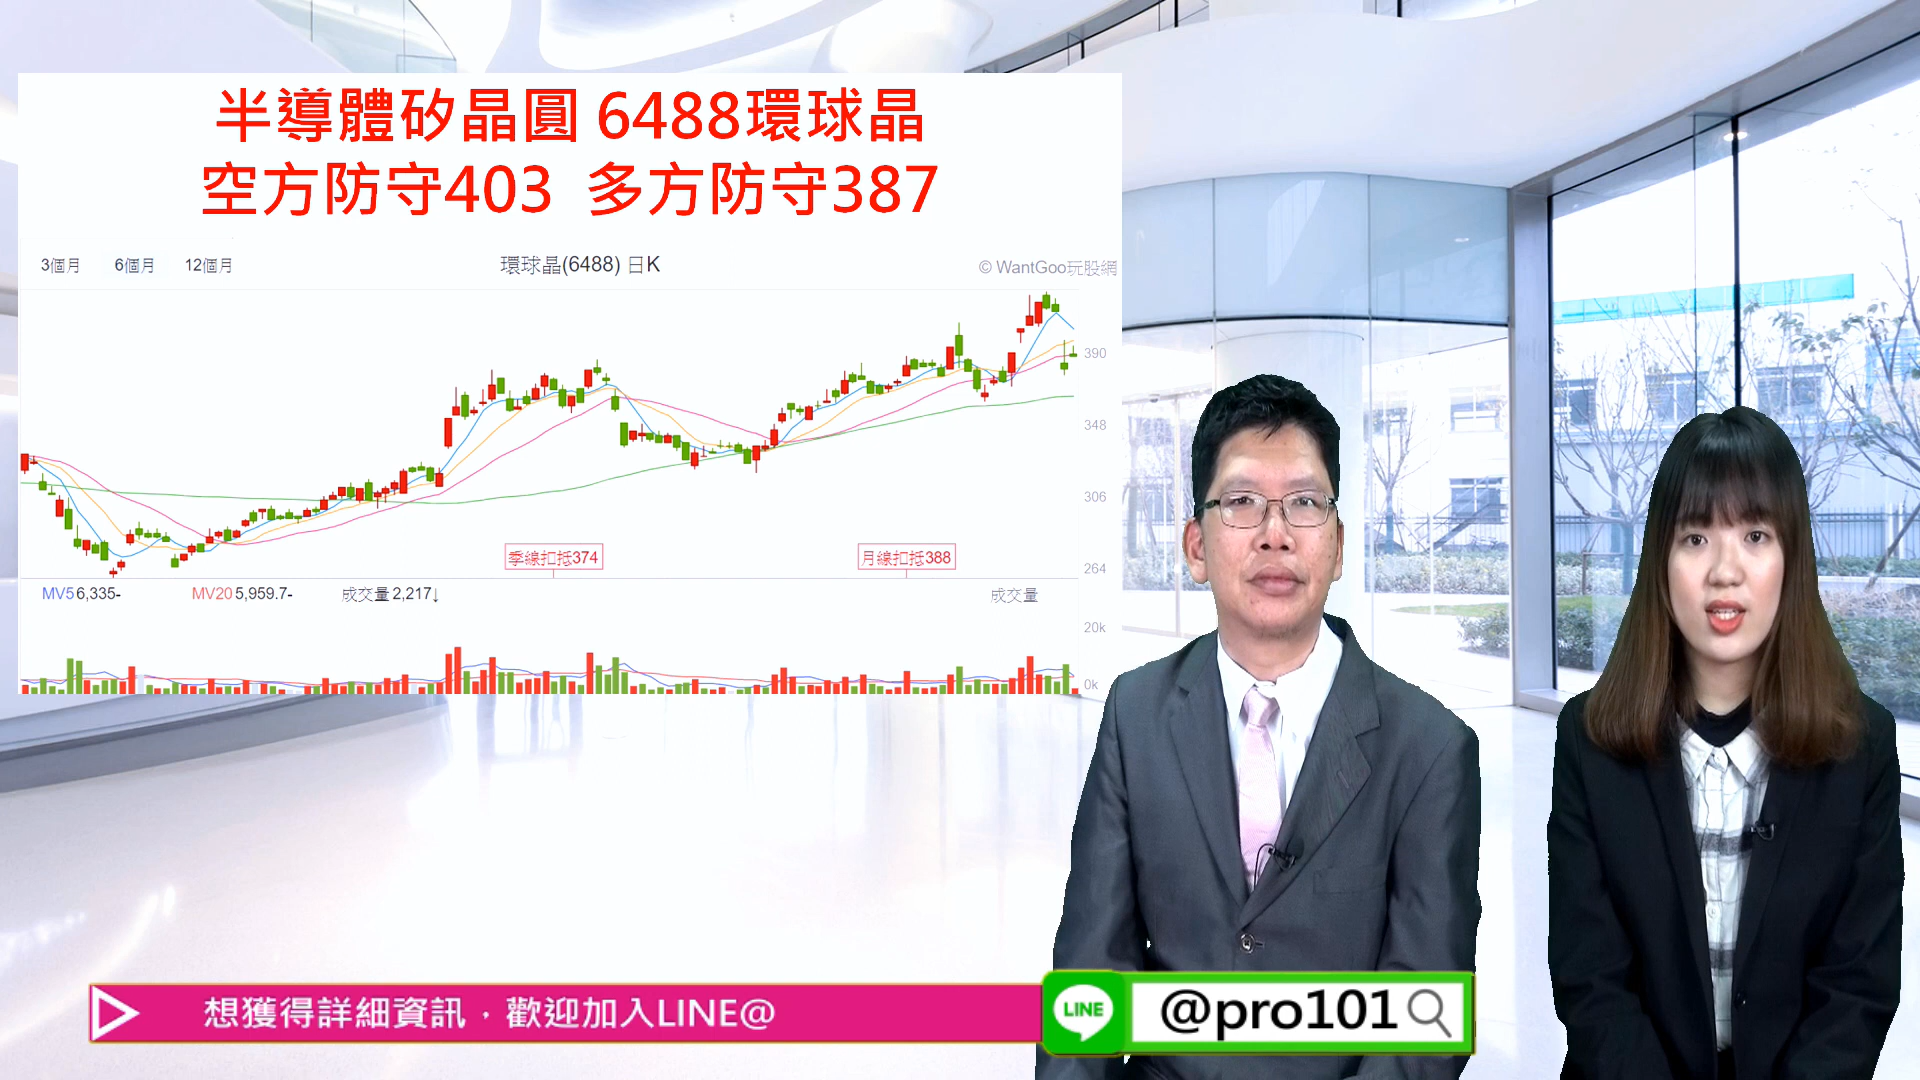 半導體矽晶圓 6488環球晶
空方防守403 多方防守387
3個月 6個月 12個月 環球晶(6488) 日K © WantGoo玩股網
390
348
306
季線扣抵374 月線扣抵388
264
MV5 6,335- MV20 5,959.7- 成交量 2,217↓ 成交量
20k
0k
想獲得詳細資訊，歡迎加入LINE@
LINE @pro101